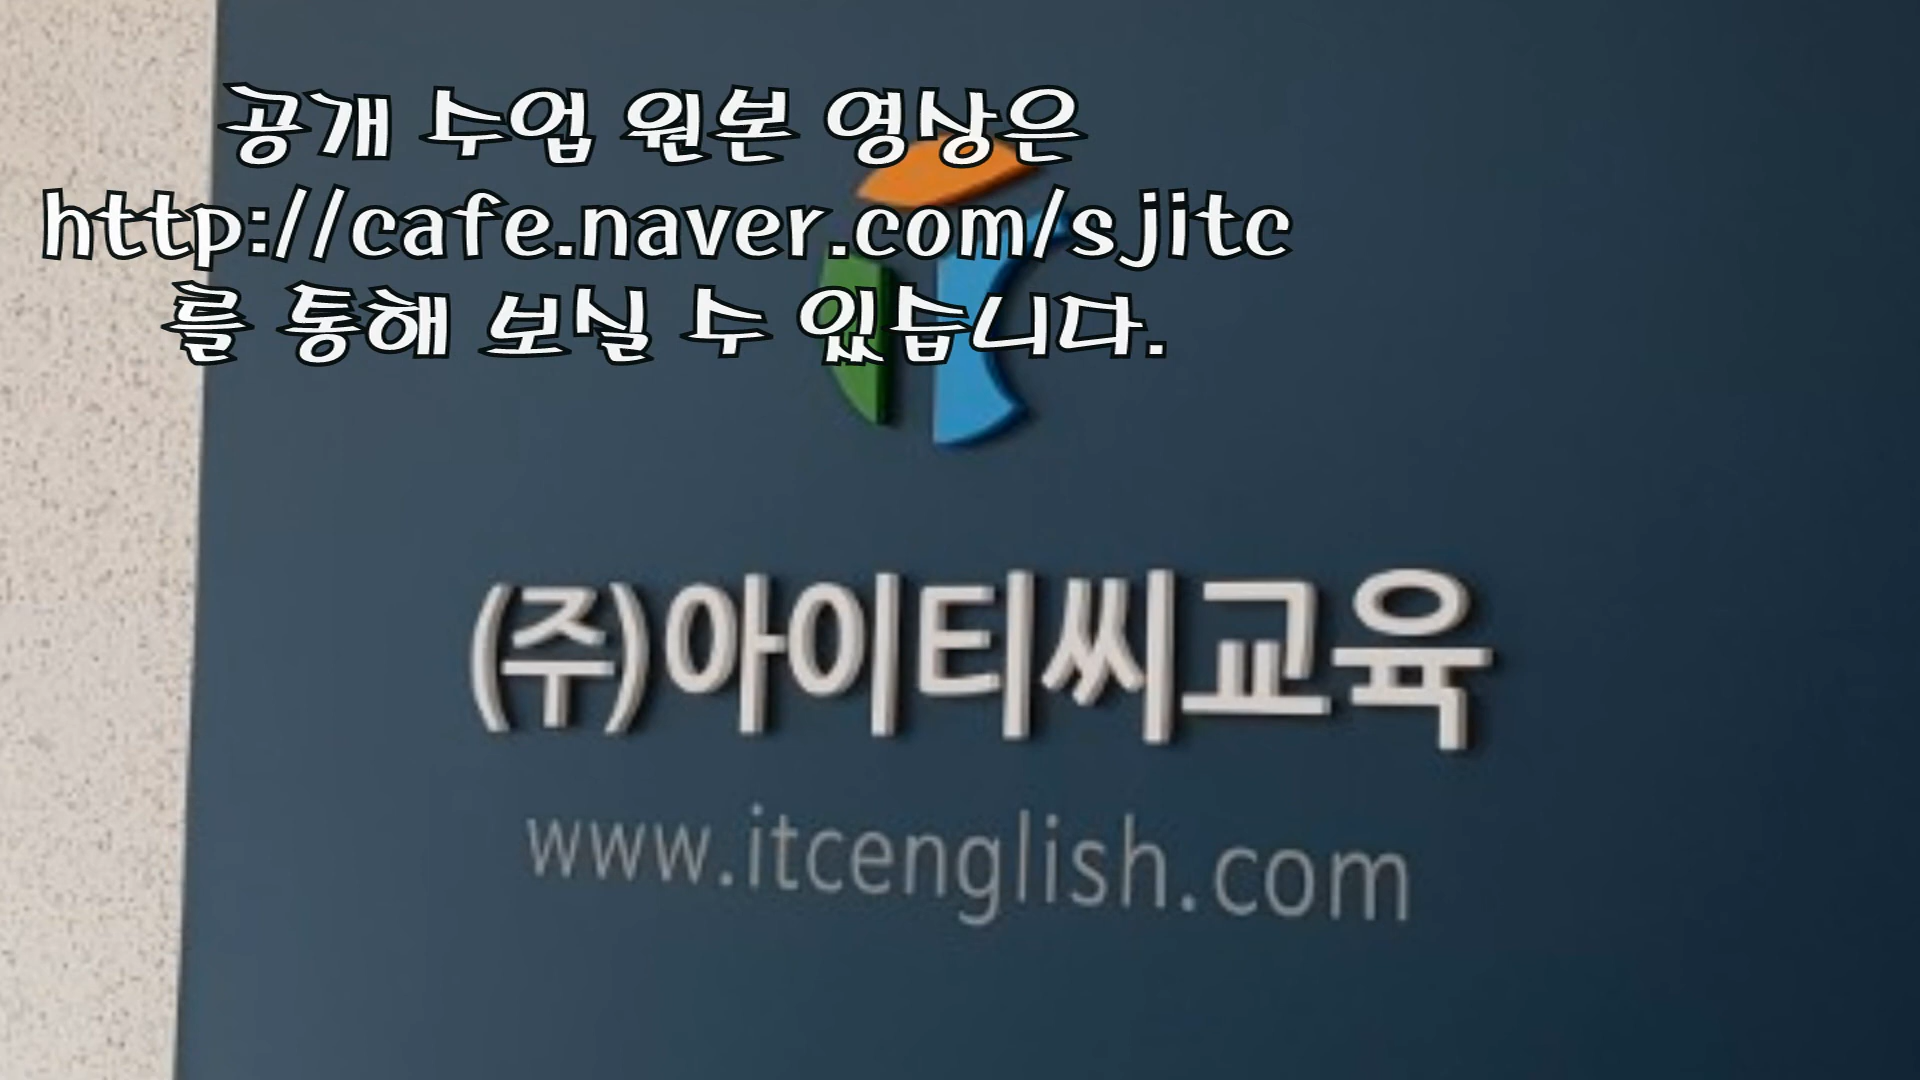 공개 수업 원본 영상은
http://cafe.naver.com/sjitc
를 통해 보실 수 있습니다.
(주)아이티씨교육
www.itcenglish.com